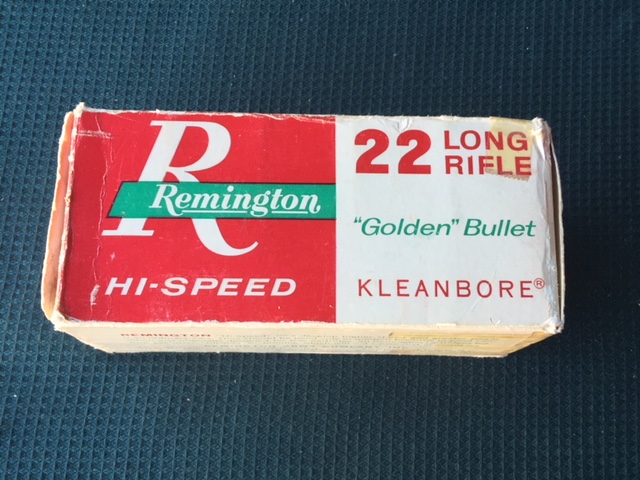 R
Remington
HI-SPEED
22 LONG
RIFLE
"Golden" Bullet
KLEANBORE®
REMINGTON